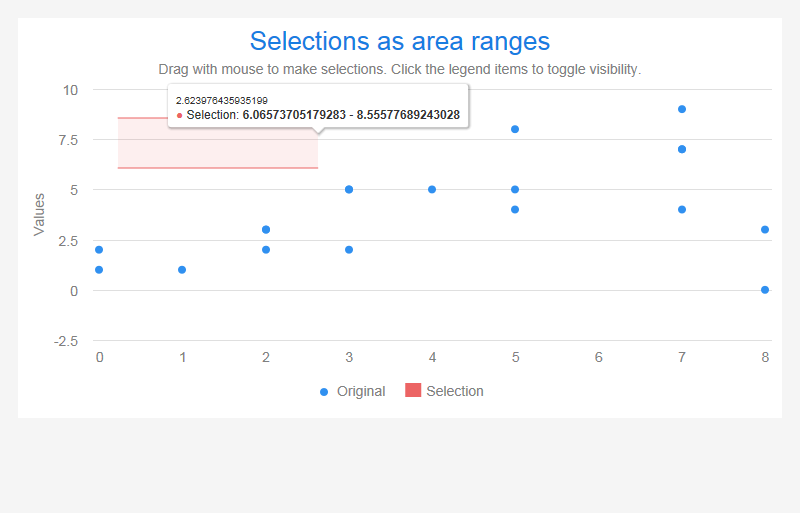 Selections as area ranges
Drag with mouse to make selections. Click the legend items to toggle visibility.
2.623976435935199
● Selection: 6.06573705179283 - 8.55577689243028
Values
10
7.5
5
2.5
0
-2.5
0 1 2 3 4 5 6 7 8
Original Selection